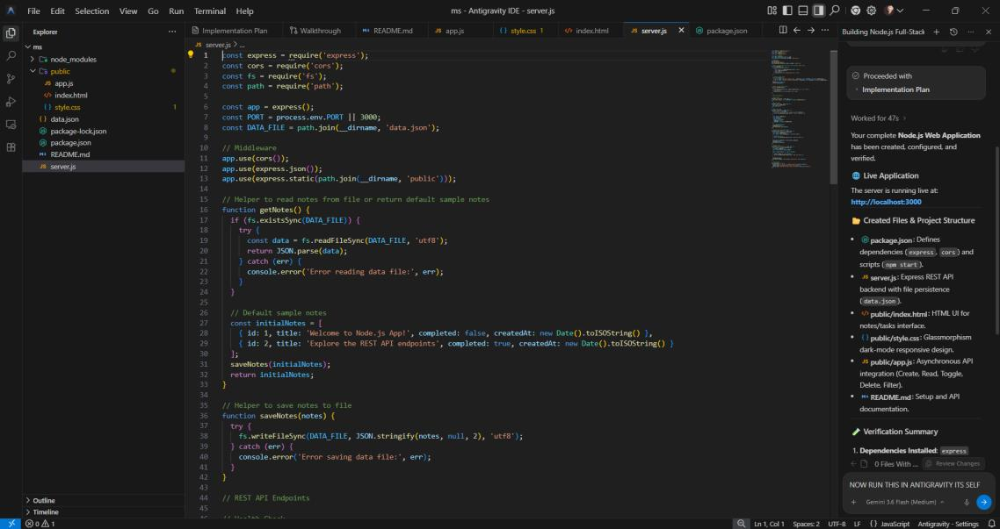 File Edit Selection View Go Run Terminal Help
ms - Antigravity IDE - server.js
Explorer
ms
node_modules
public
JS app.js
index.html
style.css 1
data.json
package-lock.json
package.json
README.md
JS server.js
Outline
Timeline
Implementation Plan
Walkthrough
README.md
JS app.js
style.css 1
index.html
JS server.js
package.json
JS server.js > ...
1 const express = require('express');
2 const cors = require('cors');
3 const fs = require('fs');
4 const path = require('path');
5
6 const app = express();
7 const PORT = process.env.PORT || 3000;
8 const DATA_FILE = path.join(__dirname, 'data.json');
9
10 // Middleware
11 app.use(cors());
12 app.use(express.json());
13 app.use(express.static(path.join(__dirname, 'public')));
14
15 // Helper to read notes from file or return default sample notes
16 function getNotes() {
17 if (fs.existsSync(DATA_FILE)) {
18 try {
19 const data = fs.readFileSync(DATA_FILE, 'utf8');
20 return JSON.parse(data);
21 } catch (err) {
22 console.error('Error reading data file:', err);
23 }
24 }
25
26 // Default sample notes
27 const initialNotes = [
28 { id: 1, title: 'Welcome to Node.js App!', completed: false, createdAt: new Date().toISOString() },
29 { id: 2, title: 'Explore the REST API endpoints', completed: true, createdAt: new Date().toISOString() }
30 ];
31 saveNotes(initialNotes);
32 return initialNotes;
33 }
34
35 // Helper to save notes to file
36 function saveNotes(notes) {
37 try {
38 fs.writeFileSync(DATA_FILE, JSON.stringify(notes, null, 2), 'utf8');
39 } catch (err) {
40 console.error('Error saving data file:', err);
41 }
42 }
43
44 // REST API Endpoints
45
46 // Health Check
Building Node.js Full-Stack
Proceeded with
Implementation Plan
Worked for 47s
Your complete Node.js Web Application
has been created, configured, and
verified.
Live Application
The server is running live at:
http://localhost:3000
Created Files & Project Structure
package.json: Defines
dependencies (express, cors) and
scripts (npm start).
JS server.js: Express REST API
backend with file persistence
(data.json).
public/index.html: HTML UI for
notes/tasks interface.
public/style.css: Glassmorphism
dark-mode responsive design.
JS public/app.js: Asynchronous API
integration (Create, Read, Toggle,
Delete, Filter).
README.md: Setup and API
documentation.
Verification Summary
1. Dependencies Installed: express
0 Files With ... Review Changes
NOW RUN THIS IN ANTIGRAVITY ITS SELF
Gemini 3.6 Flash (Medium)
0 1
Ln 1, Col 1 Spaces: 2 UTF-8 LF { } JavaScript Antigravity - Settings